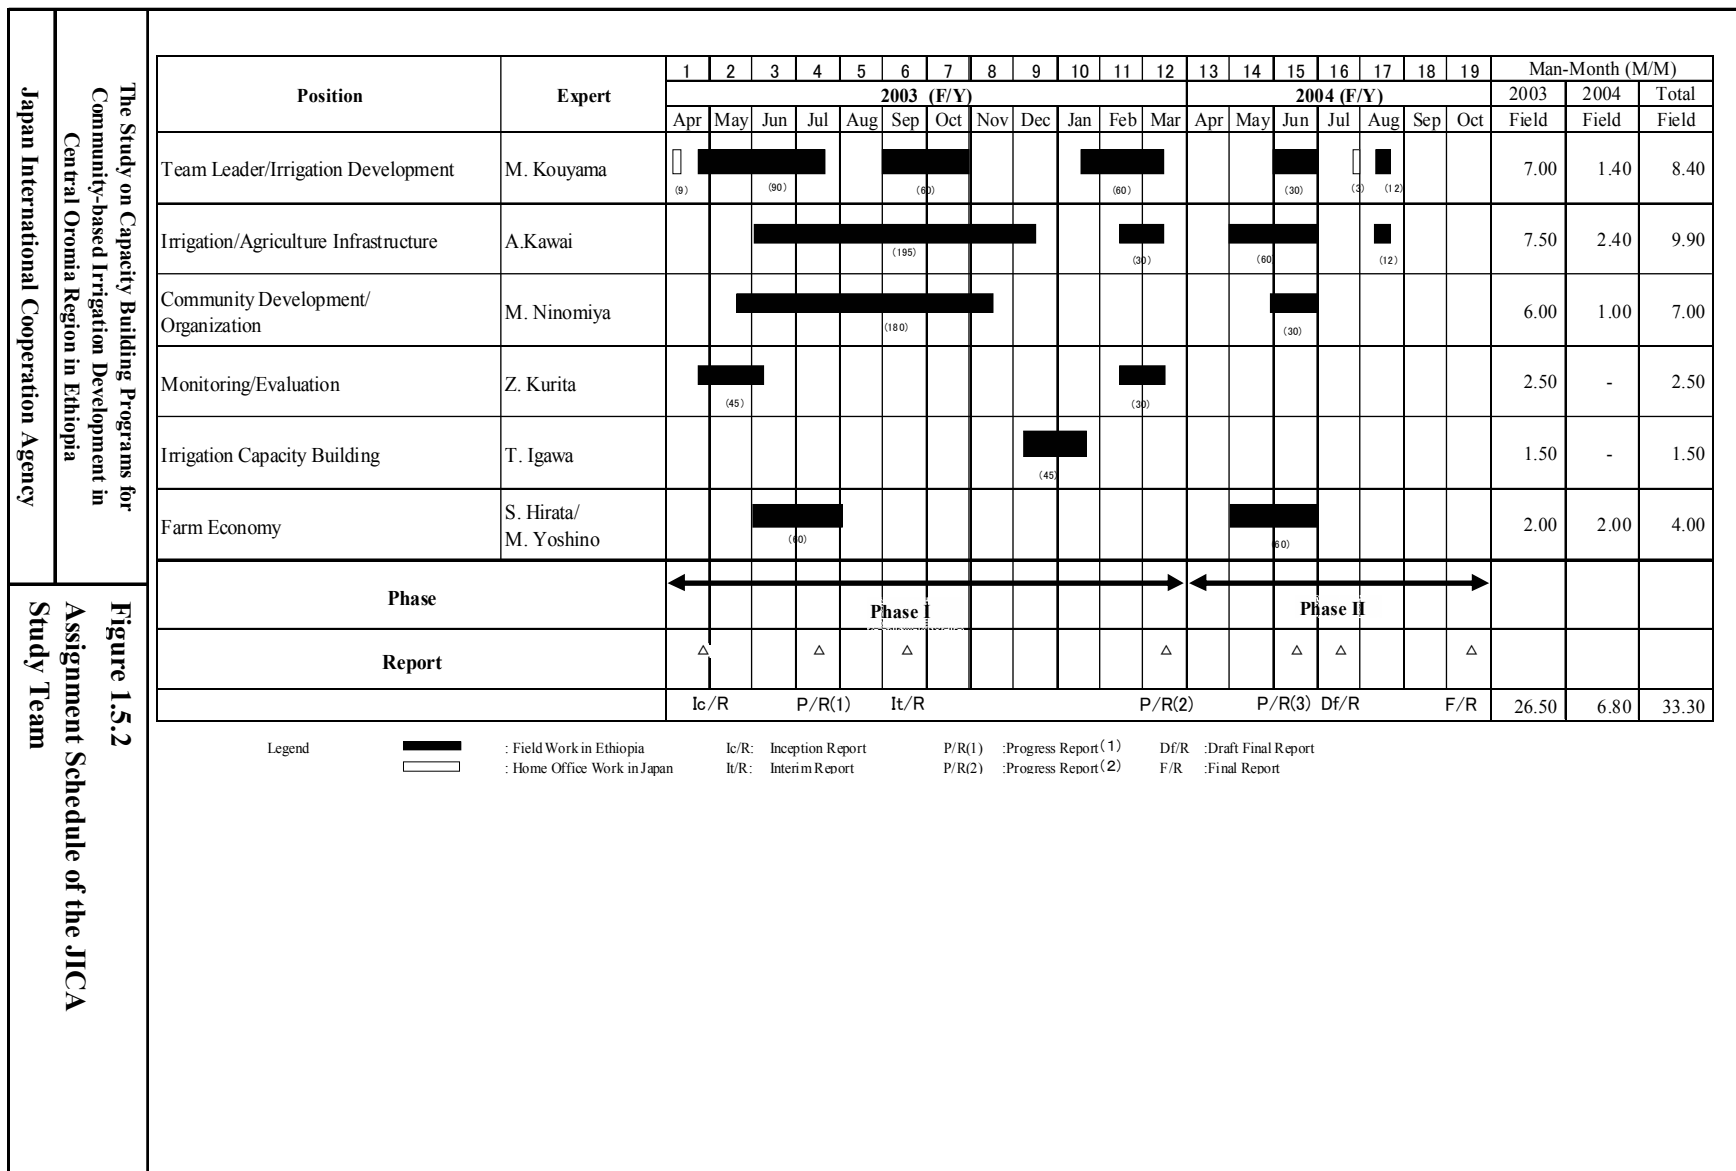 The Study on Capacity Building Programs for
Community-based Irrigation Development in
Central Oromia Region in Ethiopia
Japan International Cooperation Agency
Figure 1.5.2
Assignment Schedule of the JICA
Study Team
Position Expert 1 2 3 4 5 6 7 8 9 10 11 12 13 14 15 16 17 18 19 Man-Month (M/M)
2003 (F/Y) 2004 (F/Y) 2003 2004 Total
Apr May Jun Jul Aug Sep Oct Nov Dec Jan Feb Mar Apr May Jun Jul Aug Sep Oct Field Field Field
Team Leader/Irrigation Development M. Kouyama 7.00 1.40 8.40
(9) (90) (60) (60) (30) (3) (12)
Irrigation/Agriculture Infrastructure A.Kawai 7.50 2.40 9.90
(195) (30) (60 (12)
Community Development/
Organization M. Ninomiya 6.00 1.00 7.00
(180) (30)
Monitoring/Evaluation Z. Kurita 2.50 - 2.50
(45) (30)
Irrigation Capacity Building T. Igawa 1.50 - 1.50
(45)
Farm Economy S. Hirata/
M. Yoshino 2.00 2.00 4.00
(60) (60)
Phase Phase I Phase II
Report △ △ △ △ △ △ △
Ic/R P/R(1) It/R P/R(2) P/R(3) Df/R F/R 26.50 6.80 33.30
Legend : Field Work in Ethiopia Ic/R: Inception Report P/R(1) :Progress Report(1) Df/R :Draft Final Report
: Home Office Work in Japan It/R: Interim Report P/R(2) :Progress Report(2) F/R :Final Report